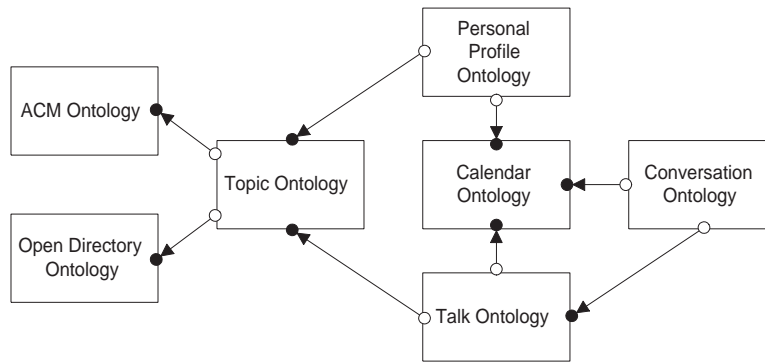 Personal
Profile
Ontology
ACM Ontology
Topic Ontology
Calendar
Ontology
Conversation
Ontology
Open Directory
Ontology
Talk Ontology